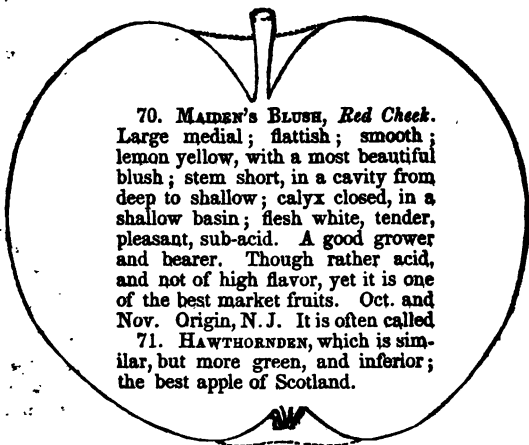 70. MAIDEN'S BLUSH, Red Cheek.
Large medial; flattish; smooth;
lemon yellow, with a most beautiful
blush; stem short, in a cavity from
deep to shallow; calyx closed, in a
shallow basin; flesh white, tender,
pleasant, sub-acid. A good grower
and bearer. Though rather acid,
and not of high flavor, yet it is one
of the best market fruits. Oct. and
Nov. Origin, N. J. It is often called
71. HAWTHORNDEN, which is sim-
ilar, but more green, and inferior;
the best apple of Scotland.